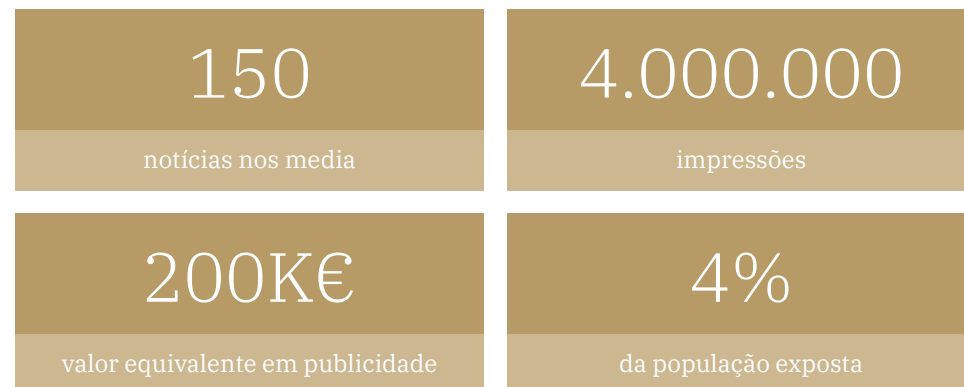 150
notícias nos media
4.000.000
impressões
200K€
valor equivalente em publicidade
4%
da população exposta